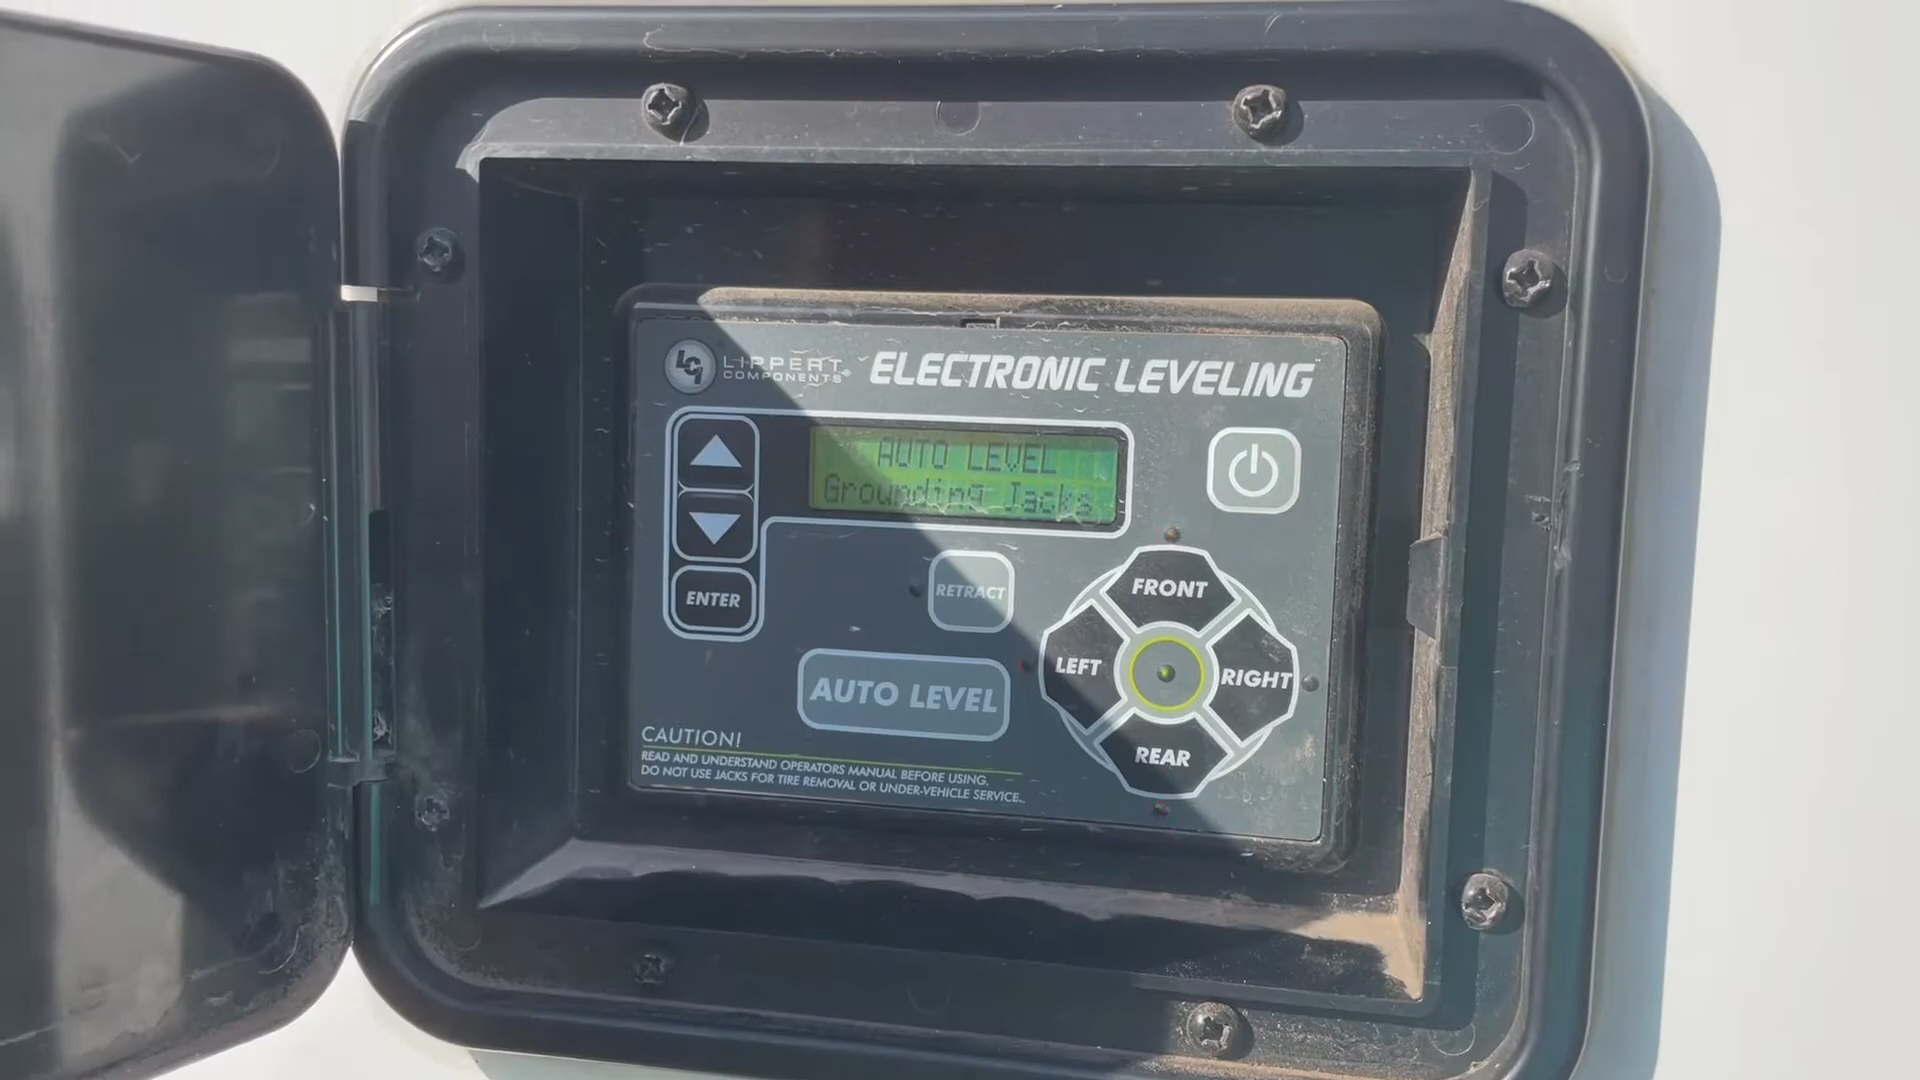 LCI LIPPERT COMPONENTS ELECTRONIC LEVELING
AUTO LEVEL
Grounding Jacks
ENTER
RETRACT
AUTO LEVEL
FRONT
LEFT
RIGHT
REAR
CAUTION!
READ AND UNDERSTAND OPERATORS MANUAL BEFORE USING.
DO NOT USE JACKS FOR TIRE REMOVAL OR UNDER-VEHICLE SERVICE.